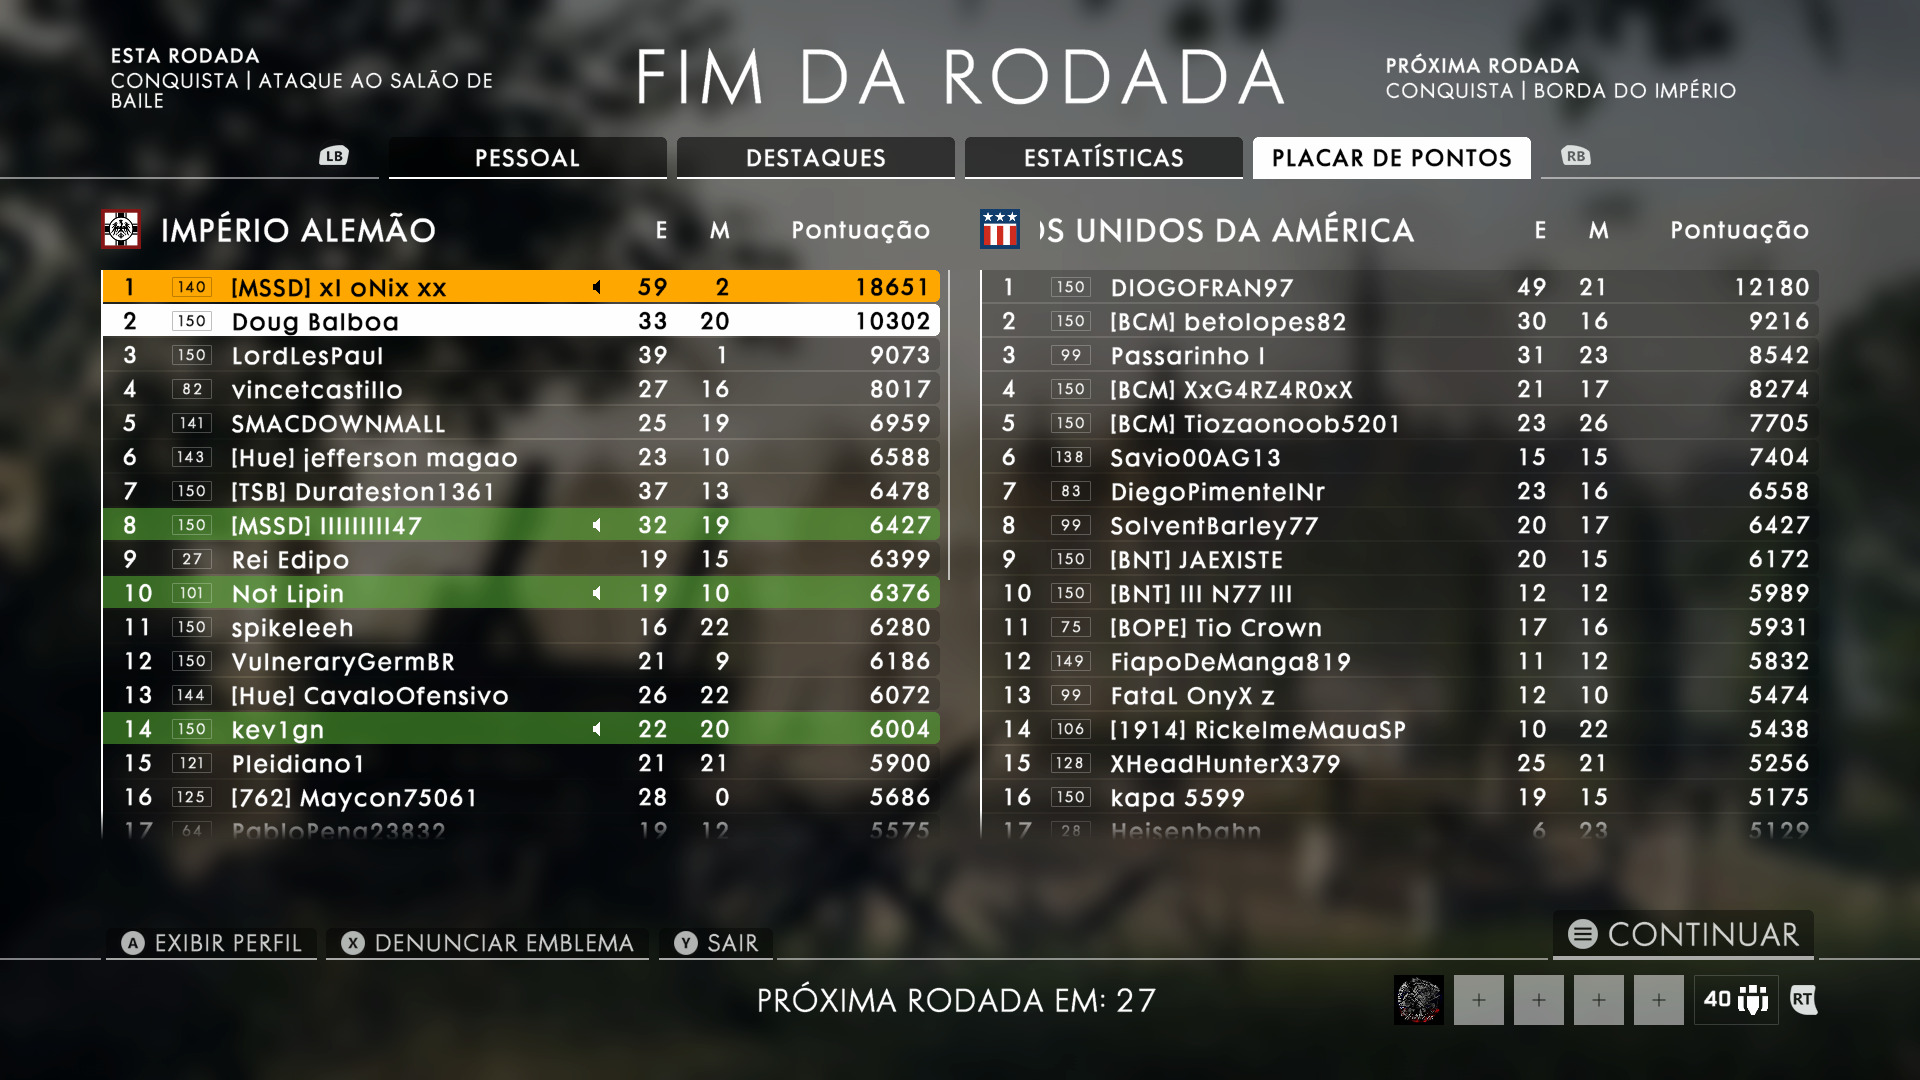 ESTA RODADA
CONQUISTA | ATAQUE AO SALÃO DE
BAILE
FIM DA RODADA
PRÓXIMA RODADA
CONQUISTA | BORDA DO IMPÉRIO
LB PESSOAL DESTAQUES ESTATÍSTICAS PLACAR DE PONTOS RB
IMPÉRIO ALEMÃO E M Pontuação
1 140 [MSSD] xI oNix xx 59 2 18651
2 150 Doug Balboa 33 20 10302
3 150 LordLesPaul 39 1 9073
4 82 vincetcastillo 27 16 8017
5 141 SMACDOWNMALL 25 19 6959
6 143 [Hue] jefferson magao 23 10 6588
7 150 [TSB] Durateston1361 37 13 6478
8 150 [MSSD] IIIIIIIII47 32 19 6427
9 27 Rei Edipo 19 15 6399
10 101 Not Lipin 19 10 6376
11 150 spikeleeh 16 22 6280
12 150 VulneraryGermBR 21 9 6186
13 144 [Hue] CavaloOfensivo 26 22 6072
14 150 kev1gn 22 20 6004
15 121 Pleidiano1 21 21 5900
16 125 [762] Maycon75061 28 0 5686
17 64 PabloPena23832 19 12 5575
OS UNIDOS DA AMÉRICA E M Pontuação
1 150 DIOGOFRAN97 49 21 12180
2 150 [BCM] betolopes82 30 16 9216
3 99 Passarinho I 31 23 8542
4 150 [BCM] XxG4RZ4R0xX 21 17 8274
5 150 [BCM] Tiozaonoob5201 23 26 7705
6 138 Savio00AG13 15 15 7404
7 83 DiegoPimentelNr 23 16 6558
8 99 SolventBarley77 20 17 6427
9 150 [BNT] JAEXISTE 20 15 6172
10 150 [BNT] III N77 III 12 12 5989
11 75 [BOPE] Tio Crown 17 16 5931
12 149 FiapoDeManga819 11 12 5832
13 99 FataL OnyX z 12 10 5474
14 106 [1914] RickelmeMauaSP 10 22 5438
15 128 XHeadHunterX379 25 21 5256
16 150 kapa 5599 19 15 5175
17 28 Heisenbahn 6 23 5129
A EXIBIR PERFIL X DENUNCIAR EMBLEMA Y SAIR
CONTINUAR
PRÓXIMA RODADA EM: 27
+ + + + 40 RT